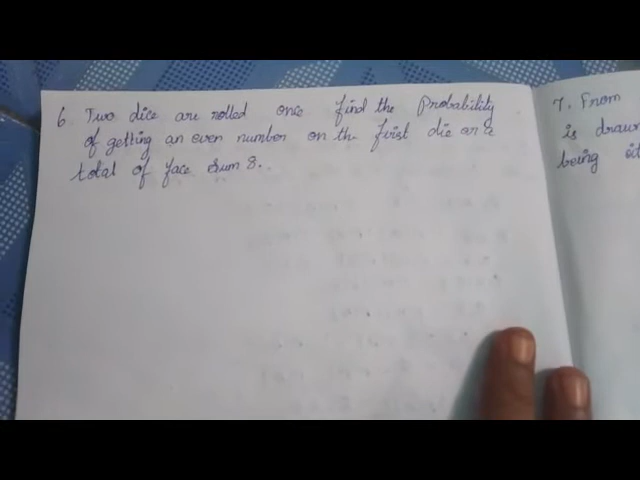 6 Two dice are rolled once find the Probability
of getting an even number on the first die or a
total of face sum 8.
7. From
is drawn
being